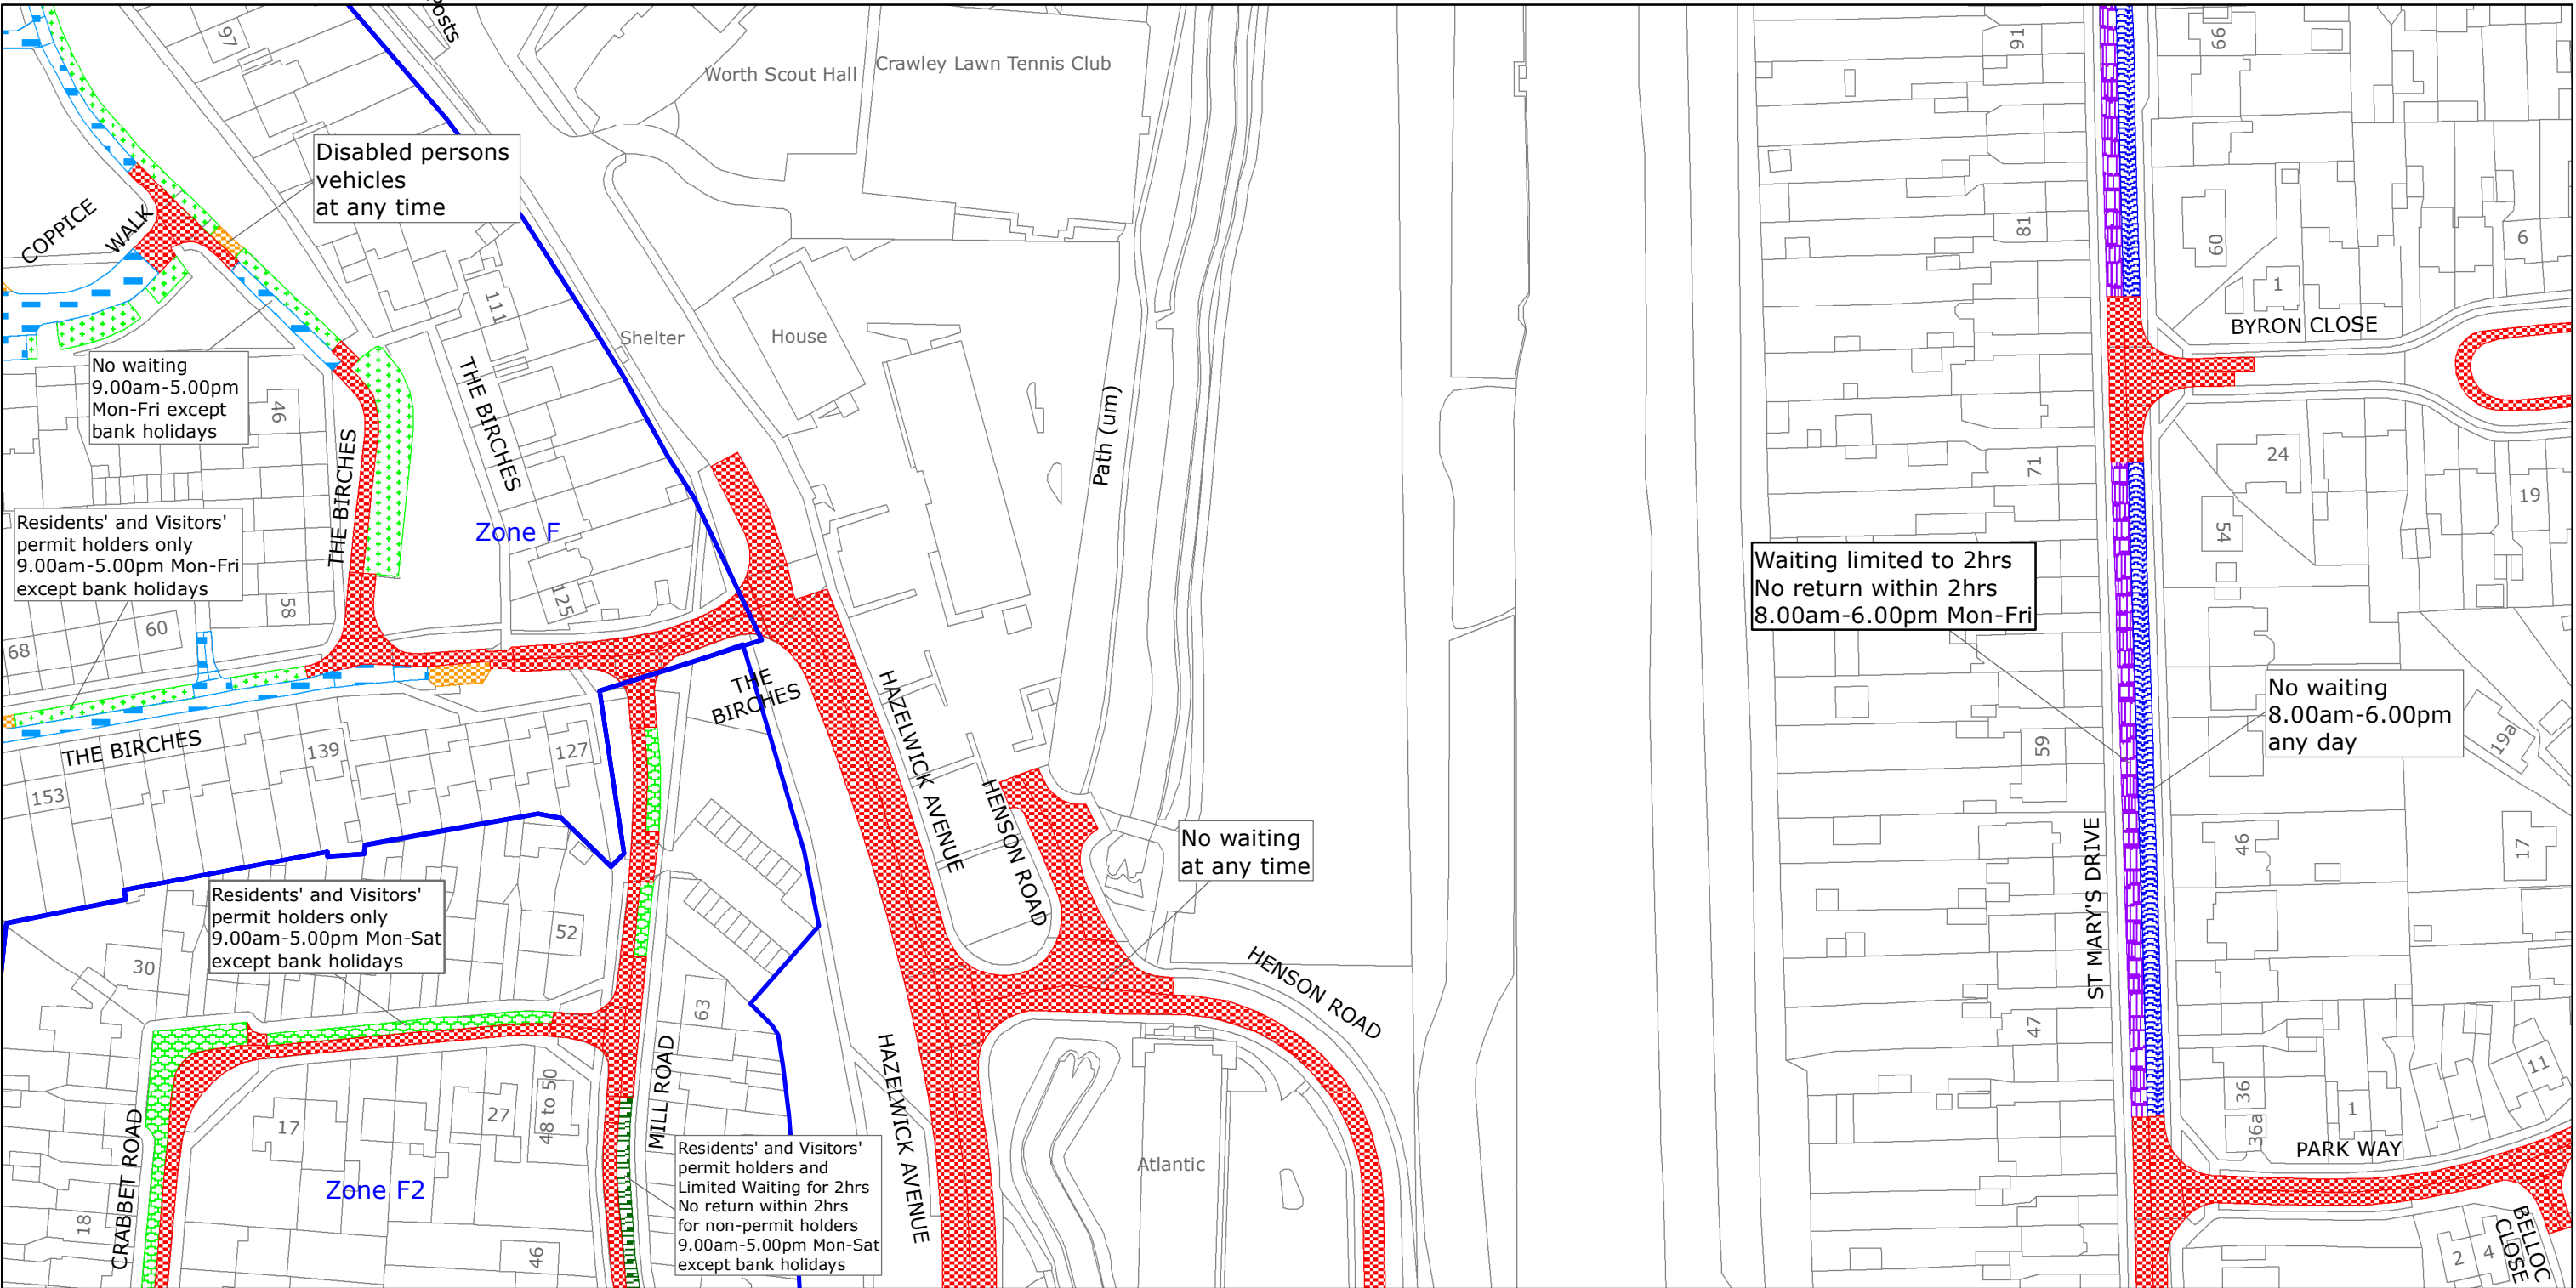 posts
97
Worth Scout Hall
Crawley Lawn Tennis Club
91
66
Disabled persons
vehicles
at any time
COPPICE
WALK
81
60
6
1
BYRON CLOSE
111
Shelter
House
No waiting
9.00am-5.00pm
Mon-Fri except
bank holidays
46
THE BIRCHES
THE BIRCHES
Path (um)
71
24
19
54
Residents' and Visitors'
permit holders only
9.00am-5.00pm Mon-Fri
except bank holidays
Zone F
125
58
60
68
Waiting limited to 2hrs
No return within 2hrs
8.00am-6.00pm Mon-Fri
No waiting
8.00am-6.00pm
any day
19a
THE
BIRCHES
HAZELWICK AVENUE
THE BIRCHES
139
127
153
59
HENSON ROAD
No waiting
at any time
ST MARY'S DRIVE
46
17
Residents' and Visitors'
permit holders only
9.00am-5.00pm Mon-Sat
except bank holidays
52
30
HENSON ROAD
63
47
HAZELWICK AVENUE
MILL ROAD
CRABBET ROAD
17
27
48 to 50
36
36a
1
11
PARK WAY
Atlantic
Residents' and Visitors'
permit holders and
Limited Waiting for 2hrs
No return within 2hrs
for non-permit holders
9.00am-5.00pm Mon-Sat
except bank holidays
Zone F2
18
46
2
4
BELLOC
CLOSE